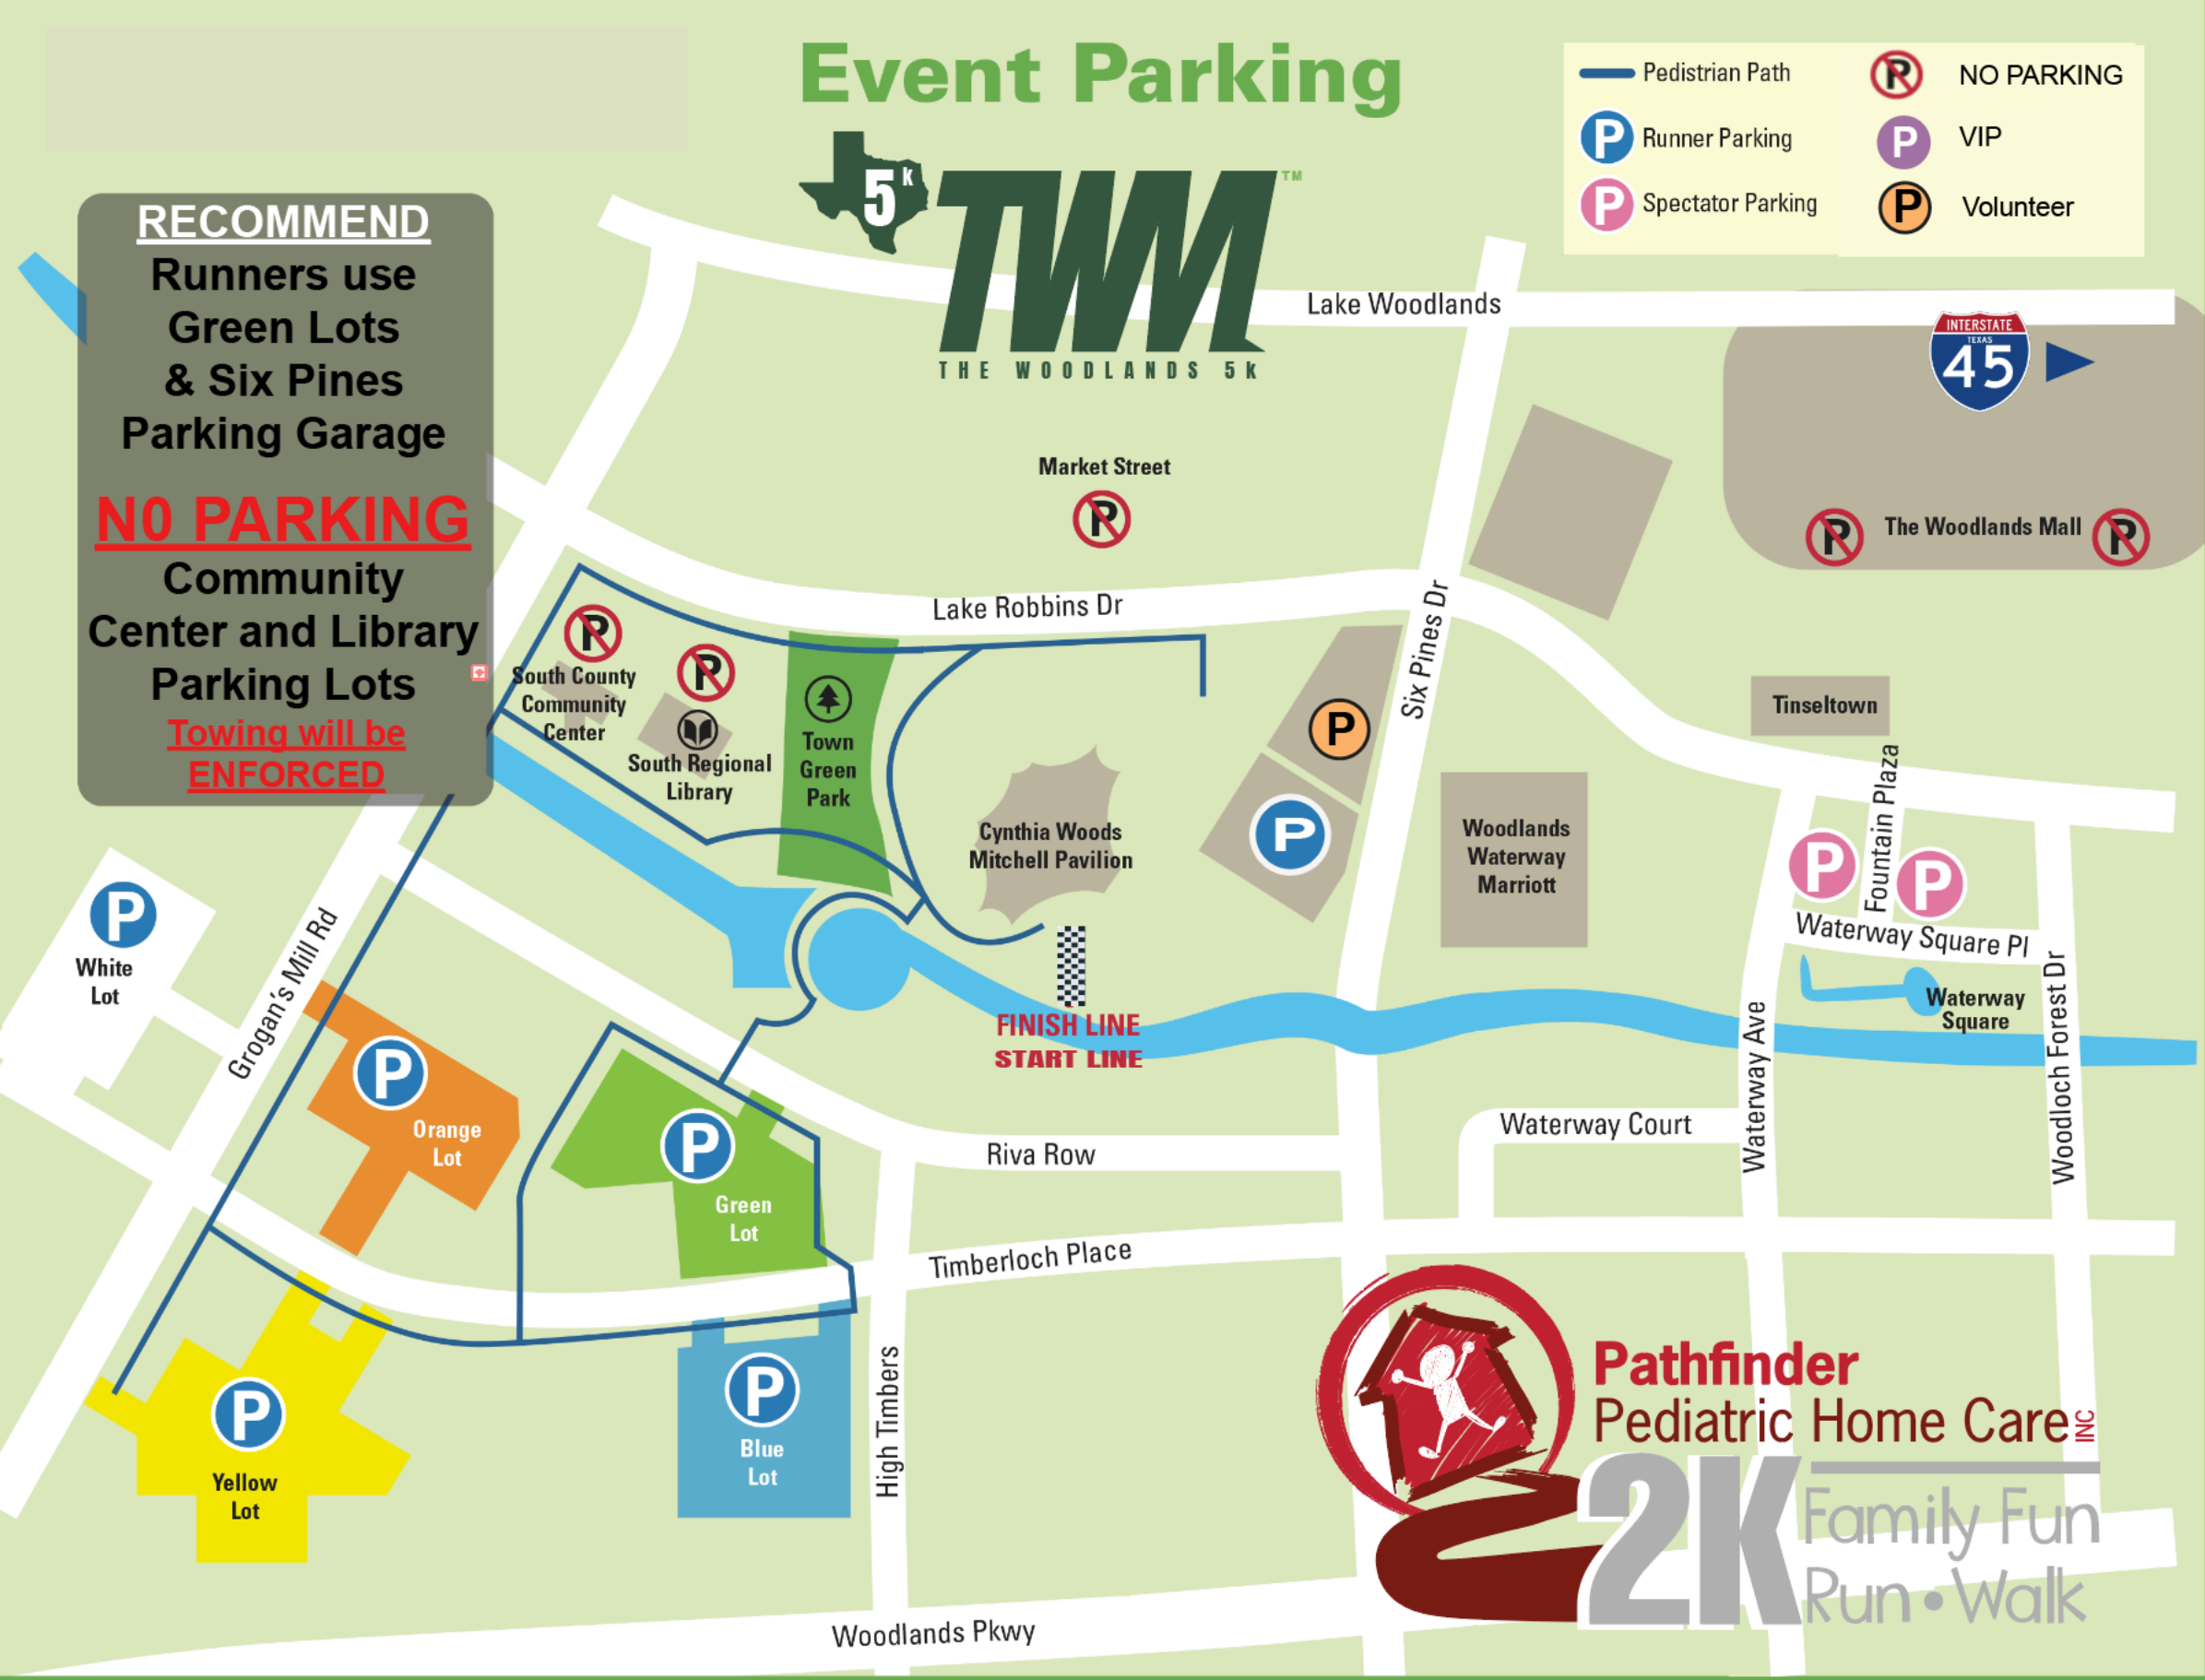 Event Parking
5K
TWM™
THE WOODLANDS 5K
Pedistrian Path
Runner Parking
Spectator Parking
NO PARKING
VIP
Volunteer
P
P
P
P
P
RECOMMEND
Runners use
Green Lots
& Six Pines
Parking Garage
N0 PARKING
Community
Center and Library
Parking Lots
Towing will be
ENFORCED
Lake Woodlands
INTERSTATE
TEXAS
45
Market Street
P
The Woodlands Mall
P
P
Lake Robbins Dr
Six Pines Dr
P
South County
Community
Center
P
South Regional
Library
Town
Green
Park
Cynthia Woods
Mitchell Pavilion
P
P
Woodlands
Waterway
Marriott
Tinseltown
Fountain Plaza
P
P
Waterway Square Pl
Waterway
Square
Woodloch Forest Dr
Waterway Ave
Waterway Court
FINISH LINE
START LINE
P
White
Lot
Grogan's Mill Rd
P
Orange
Lot
P
Green
Lot
Riva Row
Timberloch Place
High Timbers
P
Yellow
Lot
P
Blue
Lot
Woodlands Pkwy
Pathfinder
Pediatric Home Care INC
2K
Family Fun
Run • Walk